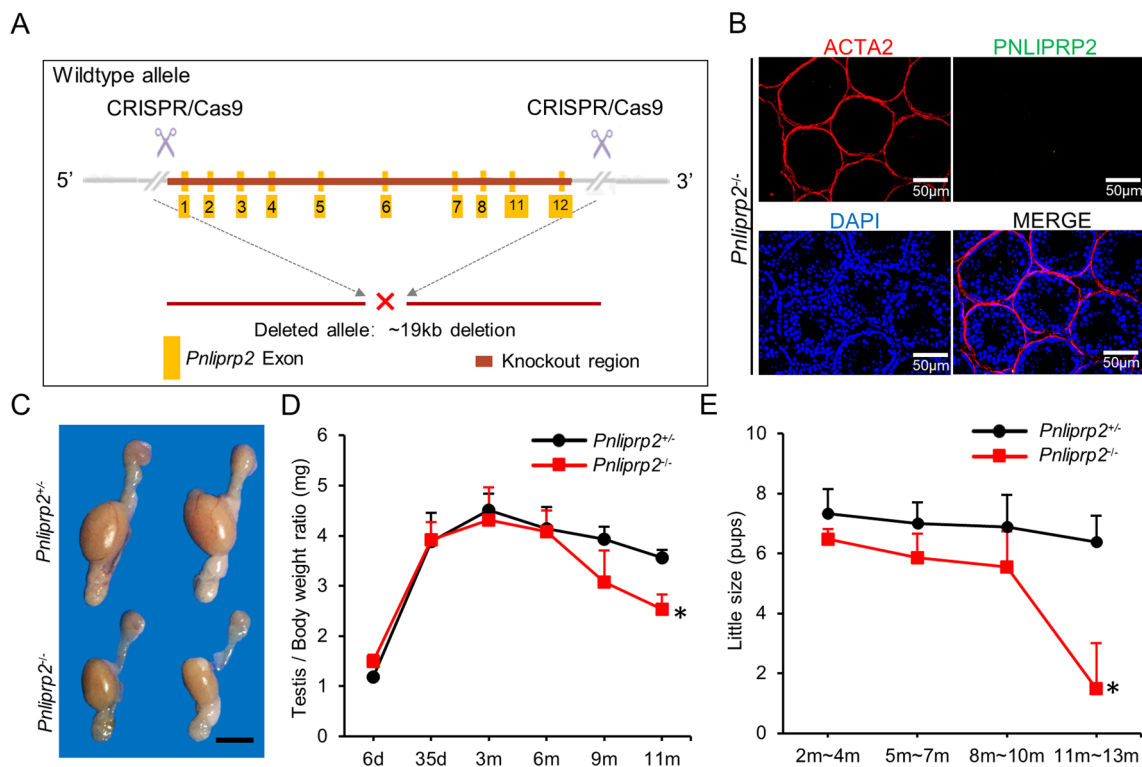 A
Wildtype allele
CRISPR/Cas9
CRISPR/Cas9
5’
3’
1 2 3 4 5 6 7 8 11 12
Deleted allele: ~19kb deletion
Pnliprp2 Exon
Knockout region
B
ACTA2
PNLIPRP2
Pnliprp2-/-
50μm
50μm
DAPI
MERGE
50μm
50μm
C
Pnliprp2+/-
Pnliprp2-/-
D
Testis / Body weight ratio (mg)
6
5
4
3
2
1
0
Pnliprp2+/-
Pnliprp2-/-
*
6d 35d 3m 6m 9m 11m
E
Little size (pups)
10
8
6
4
2
0
Pnliprp2+/-
Pnliprp2-/-
*
2m~4m 5m~7m 8m~10m 11m~13m